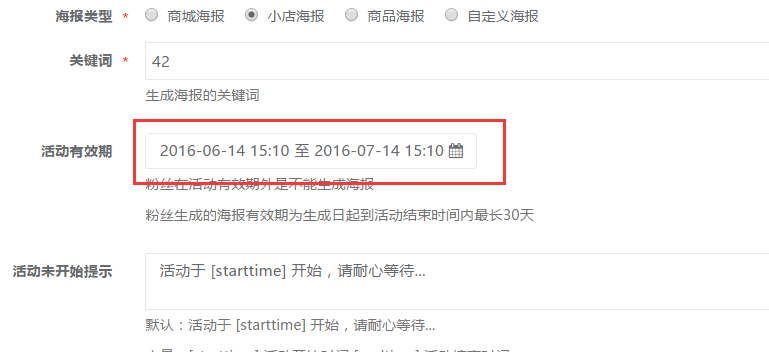 海报类型 * 商城海报 小店海报 商品海报 自定义海报
关键词 * 42
生成海报的关键词
活动有效期 2016-06-14 15:10 至 2016-07-14 15:10
粉丝在活动有效期外是不能生成海报
粉丝生成的海报有效期为生成日起到活动结束时间内最长30天
活动未开始提示 活动于 [starttime] 开始，请耐心等待...
默认：活动于 [starttime] 开始，请耐心等待...